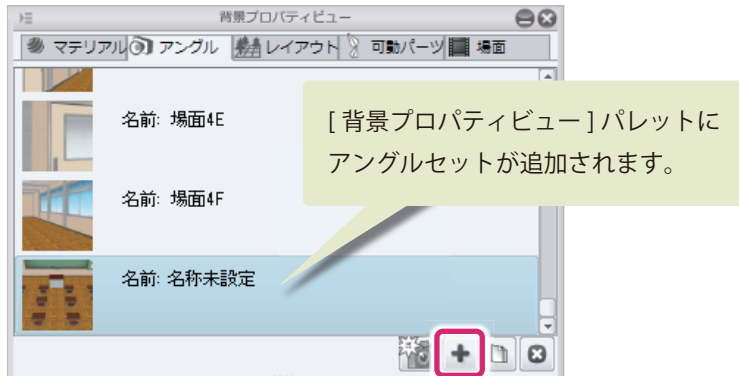 背景プロパティビュー
マテリアル アングル レイアウト 可動パーツ 場面
名前: 場面4E
[ 背景プロパティビュー ] パレットに
アングルセットが追加されます。
名前: 場面4F
名前: 名称未設定